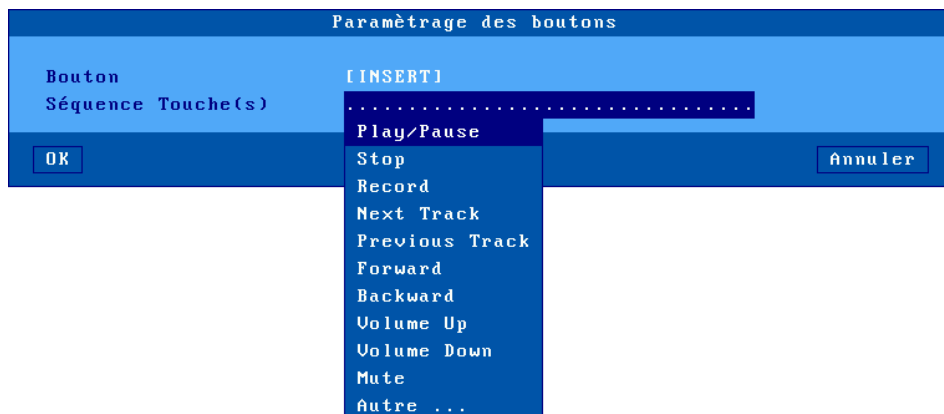 Paramètrage des boutons
Bouton [INSERT]
Séquence Touche(s) .................................
Play/Pause
OK Stop Annuler
Record
Next Track
Previous Track
Forward
Backward
Volume Up
Volume Down
Mute
Autre ...